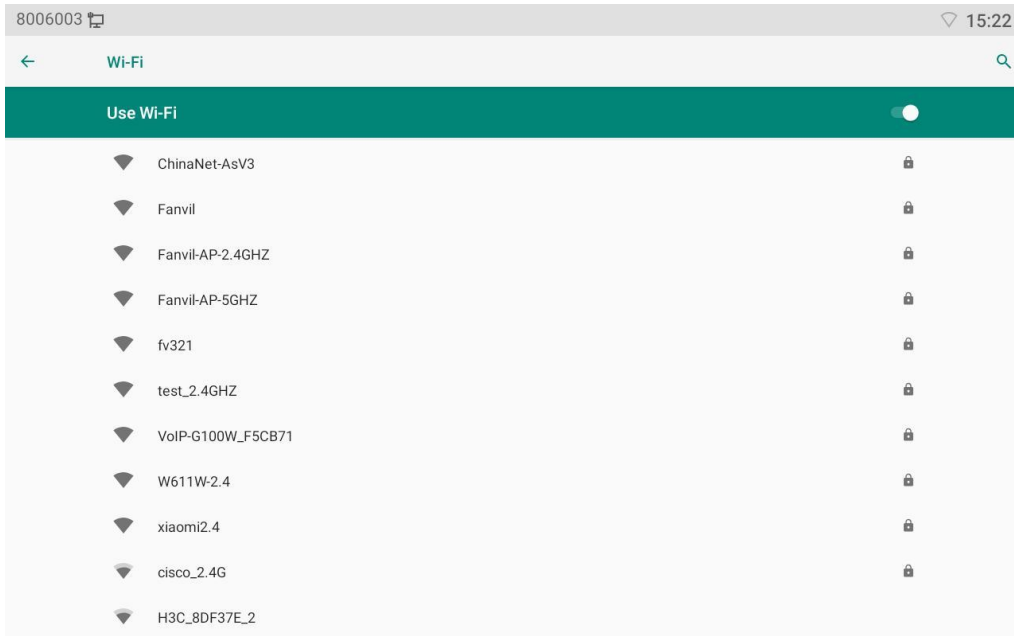 8006003 15:22
Wi-Fi
Use Wi-Fi
ChinaNet-AsV3
Fanvil
Fanvil-AP-2.4GHZ
Fanvil-AP-5GHZ
fv321
test_2.4GHZ
VoIP-G100W_F5CB71
W611W-2.4
xiaomi2.4
cisco_2.4G
H3C_8DF37E_2